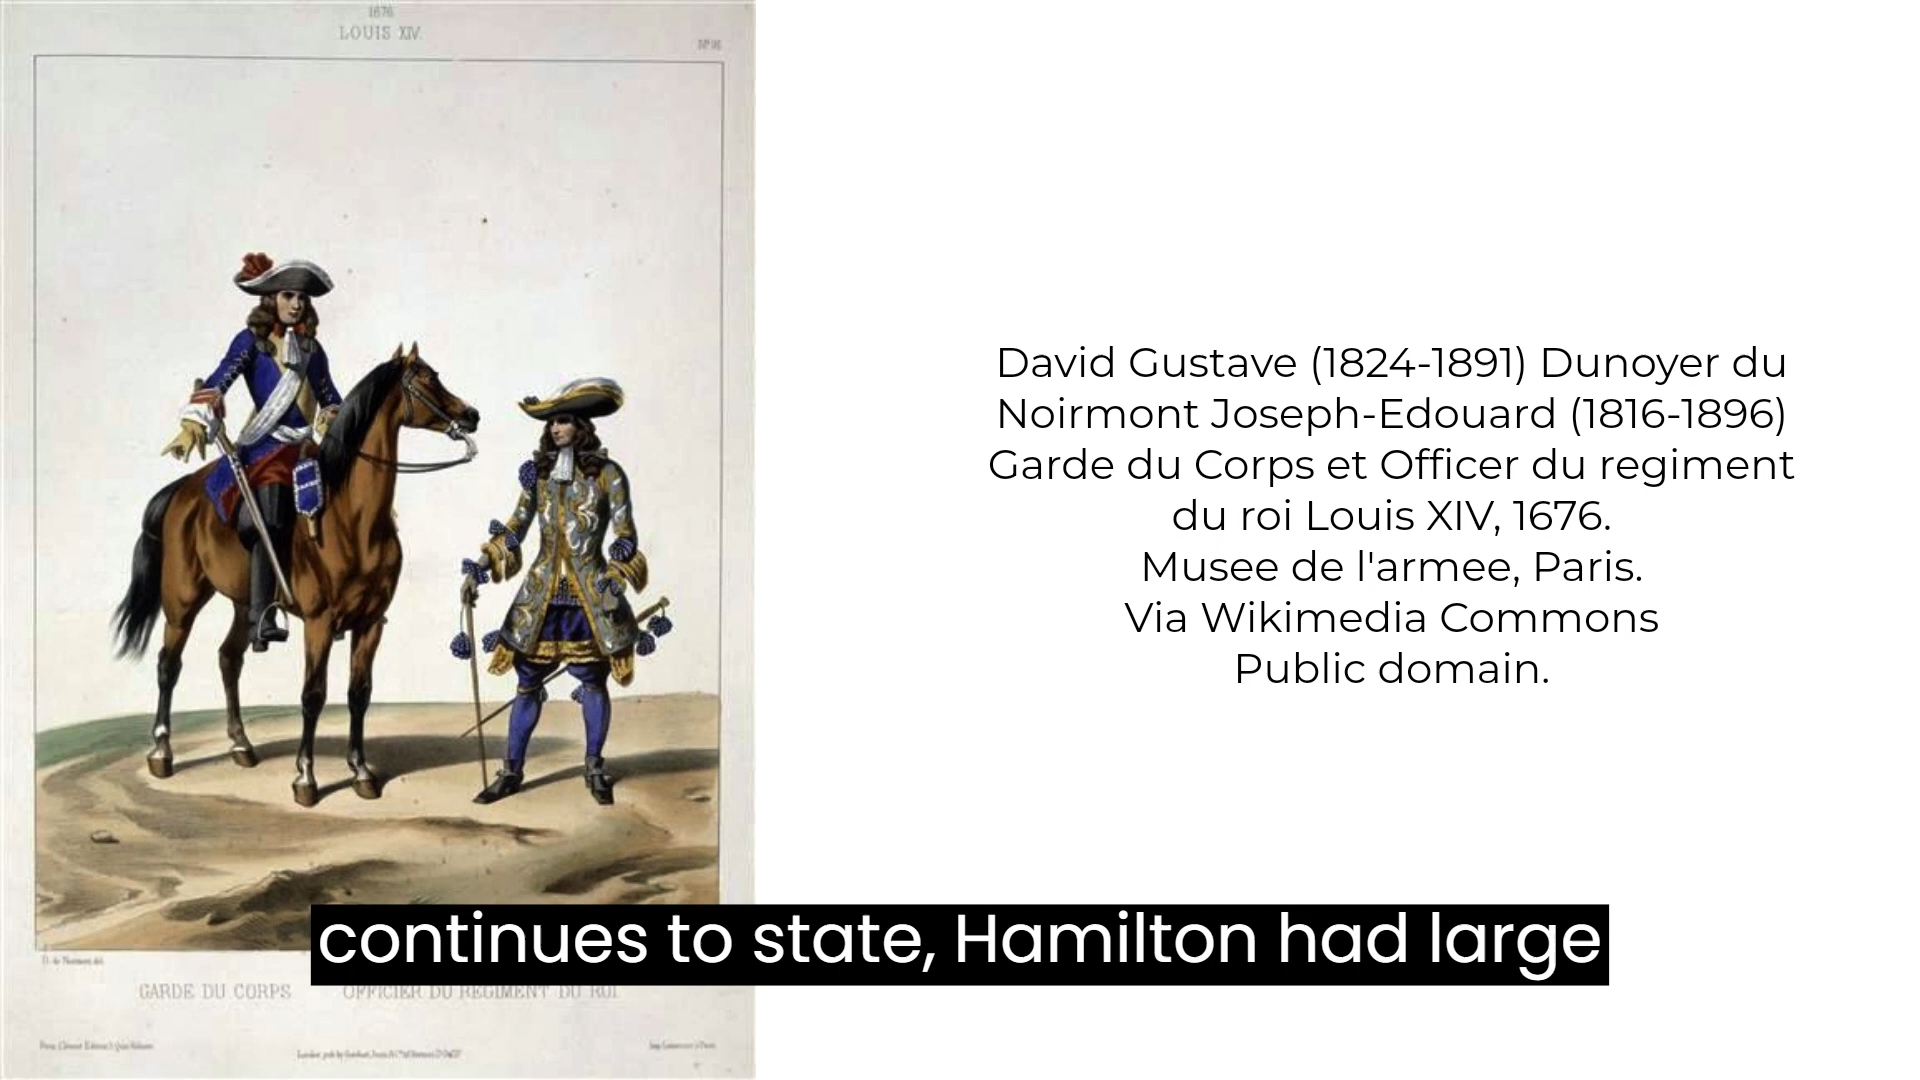 1676.
LOUIS XIV.
David Gustave (1824-1891) Dunoyer du
Noirmont Joseph-Edouard (1816-1896)
Garde du Corps et Officer du regiment
du roi Louis XIV, 1676.
Musee de l'armee, Paris.
Via Wikimedia Commons
Public domain.
continues to state, Hamilton had large
GARDE DU CORPS
OFFICIER DU REGIMENT DU ROI